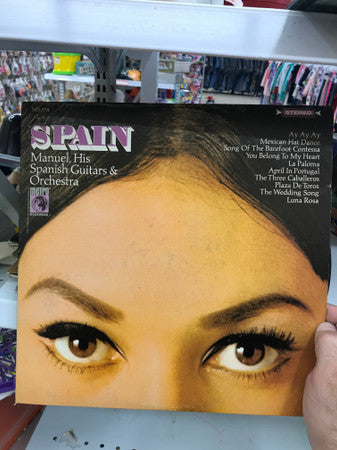 STEREO
SPAIN
Manuel, His
Spanish Guitars &
Orchestra
Ay Ay Ay
Mexican Hat Dance
Song Of The Barefoot Contessa
You Belong To My Heart
La Paloma
April In Portugal
The Three Caballeros
Plaza De Toros
The Wedding Song
Luna Rosa